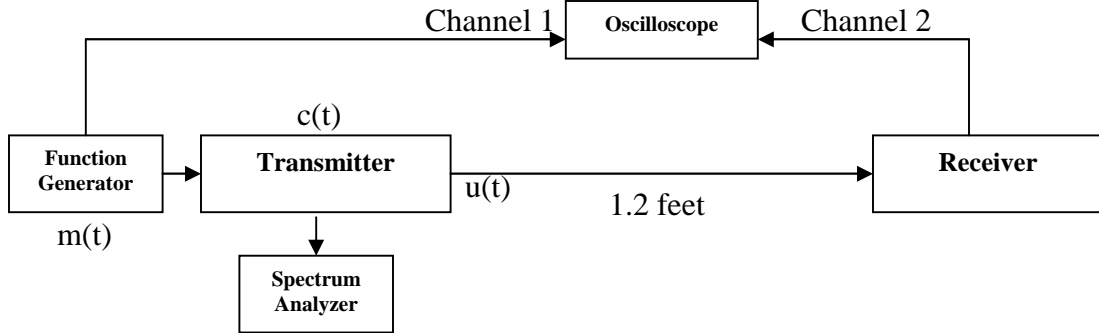 Channel 1
Oscilloscope
Channel 2
c(t)
Function
Generator
Transmitter
Receiver
u(t)
1.2 feet
m(t)
Spectrum
Analyzer